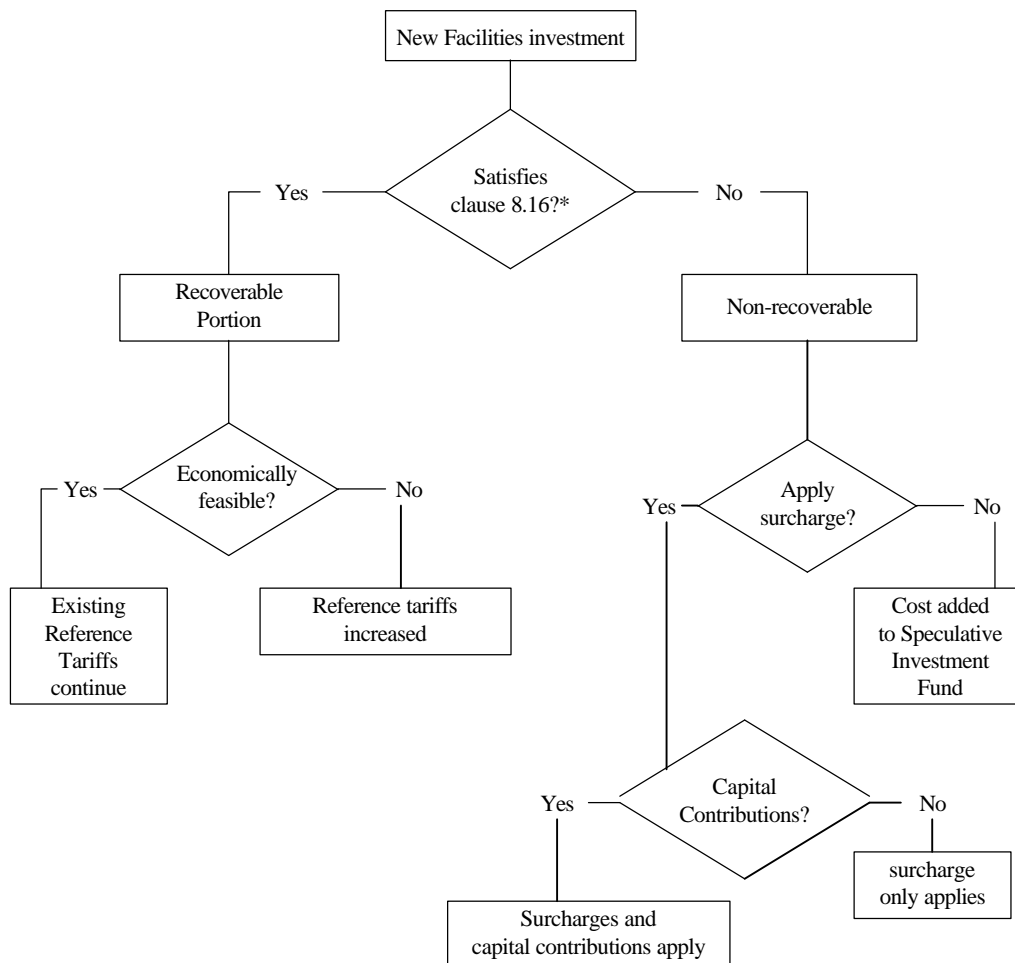 New Facilities investment
Satisfies
clause 8.16?*
Yes
No
Recoverable
Portion
Non-recoverable
Economically
feasible?
Yes
No
Apply
surcharge?
Yes
No
Existing
Reference
Tariffs
continue
Reference tariffs
increased
Cost added
to Speculative
Investment
Fund
Capital
Contributions?
Yes
No
surcharge
only applies
Surcharges and
capital contributions apply